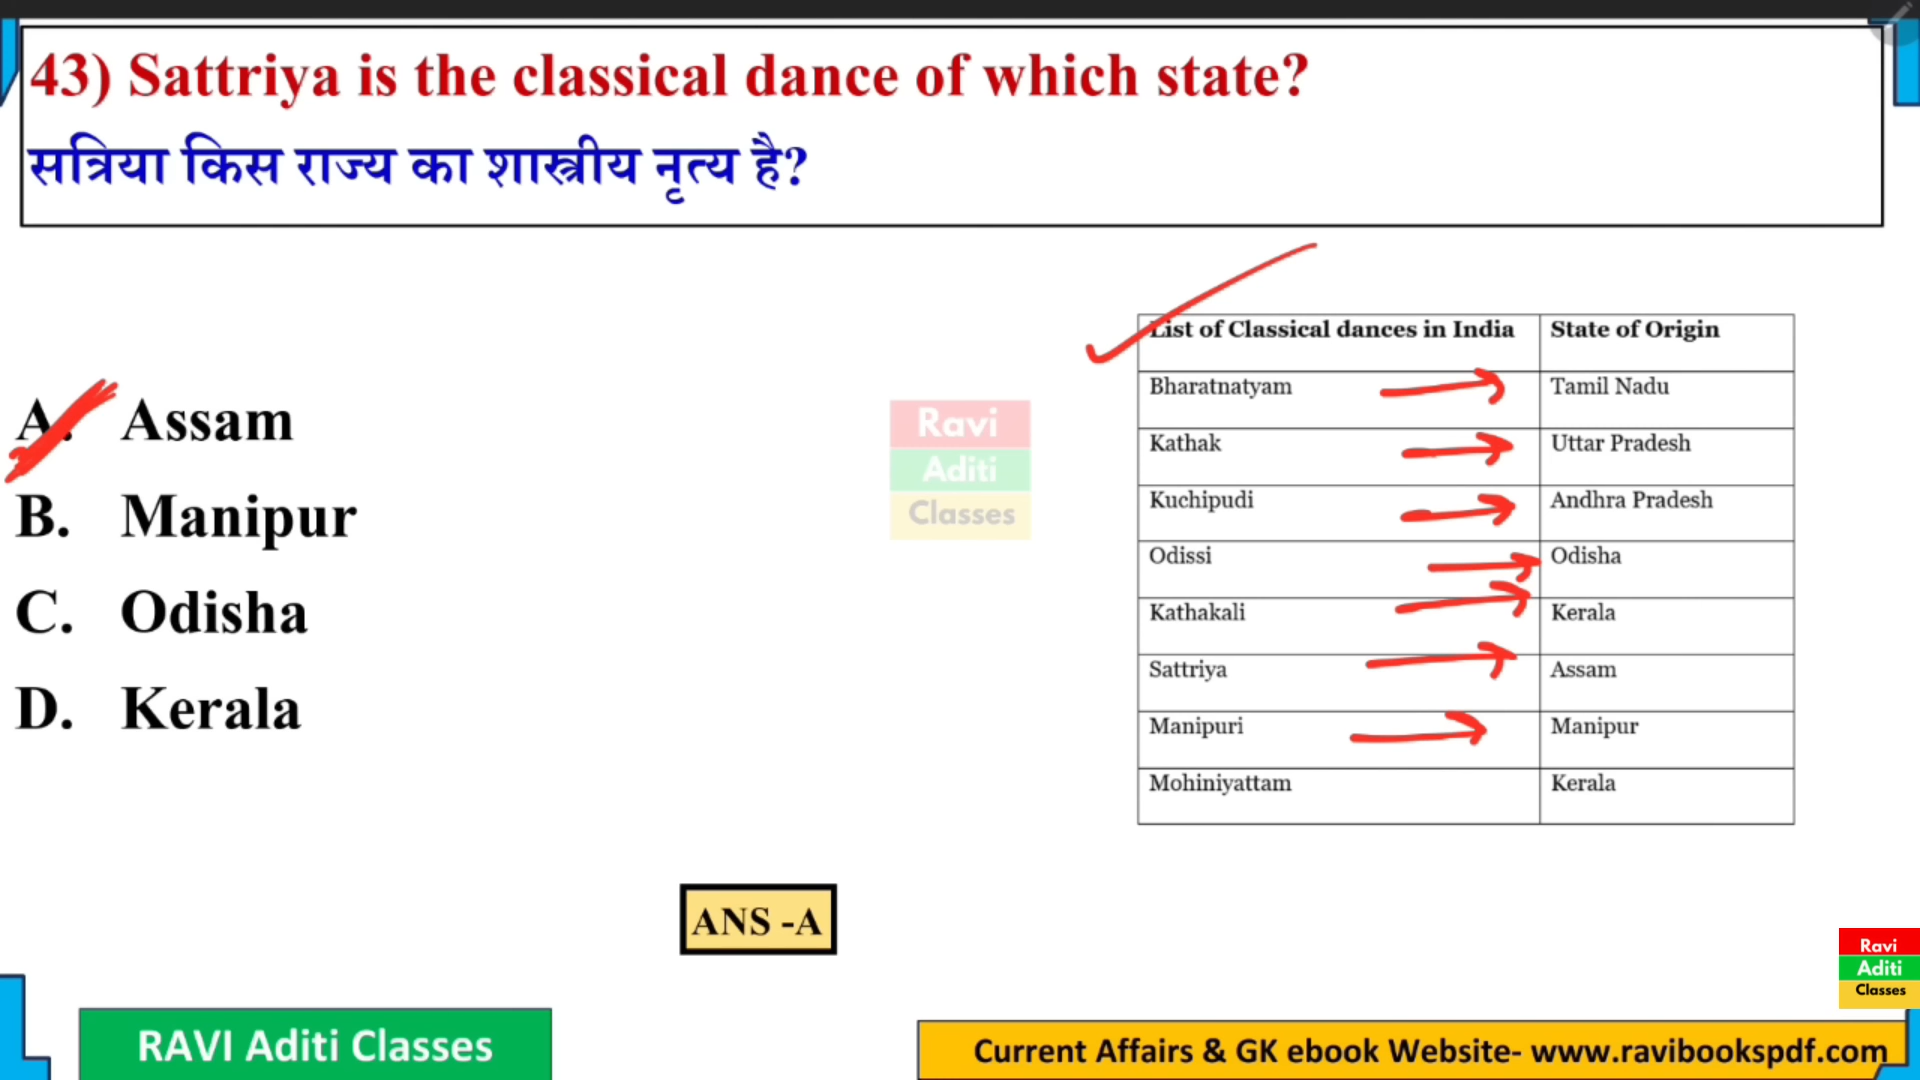 43) Sattriya is the classical dance of which state?
सत्रिया किस राज्य का शास्त्रीय नृत्य है?
A. Assam
B. Manipur
C. Odisha
D. Kerala
Ravi
Aditi
Classes
List of Classical dances in India State of Origin
Bharatnatyam Tamil Nadu
Kathak Uttar Pradesh
Kuchipudi Andhra Pradesh
Odissi Odisha
Kathakali Kerala
Sattriya Assam
Manipuri Manipur
Mohiniyattam Kerala
ANS -A
Ravi
Aditi
Classes
RAVI Aditi Classes
Current Affairs & GK ebook Website- www.ravibookspdf.com